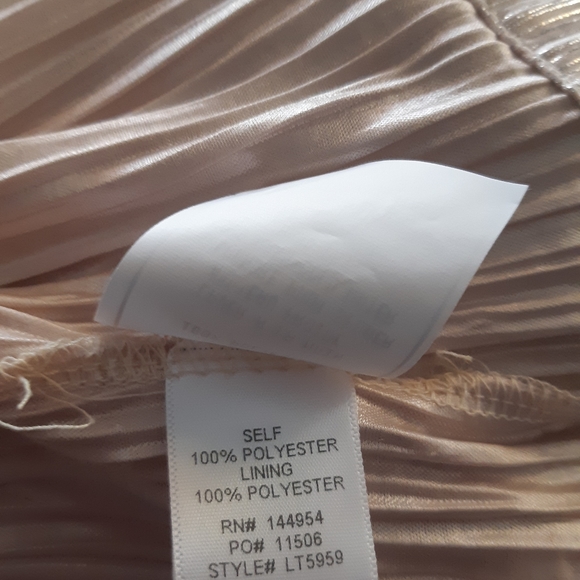 SELF
100% POLYESTER
LINING
100% POLYESTER
RN# 144954
PO# 11506
STYLE# LT5959